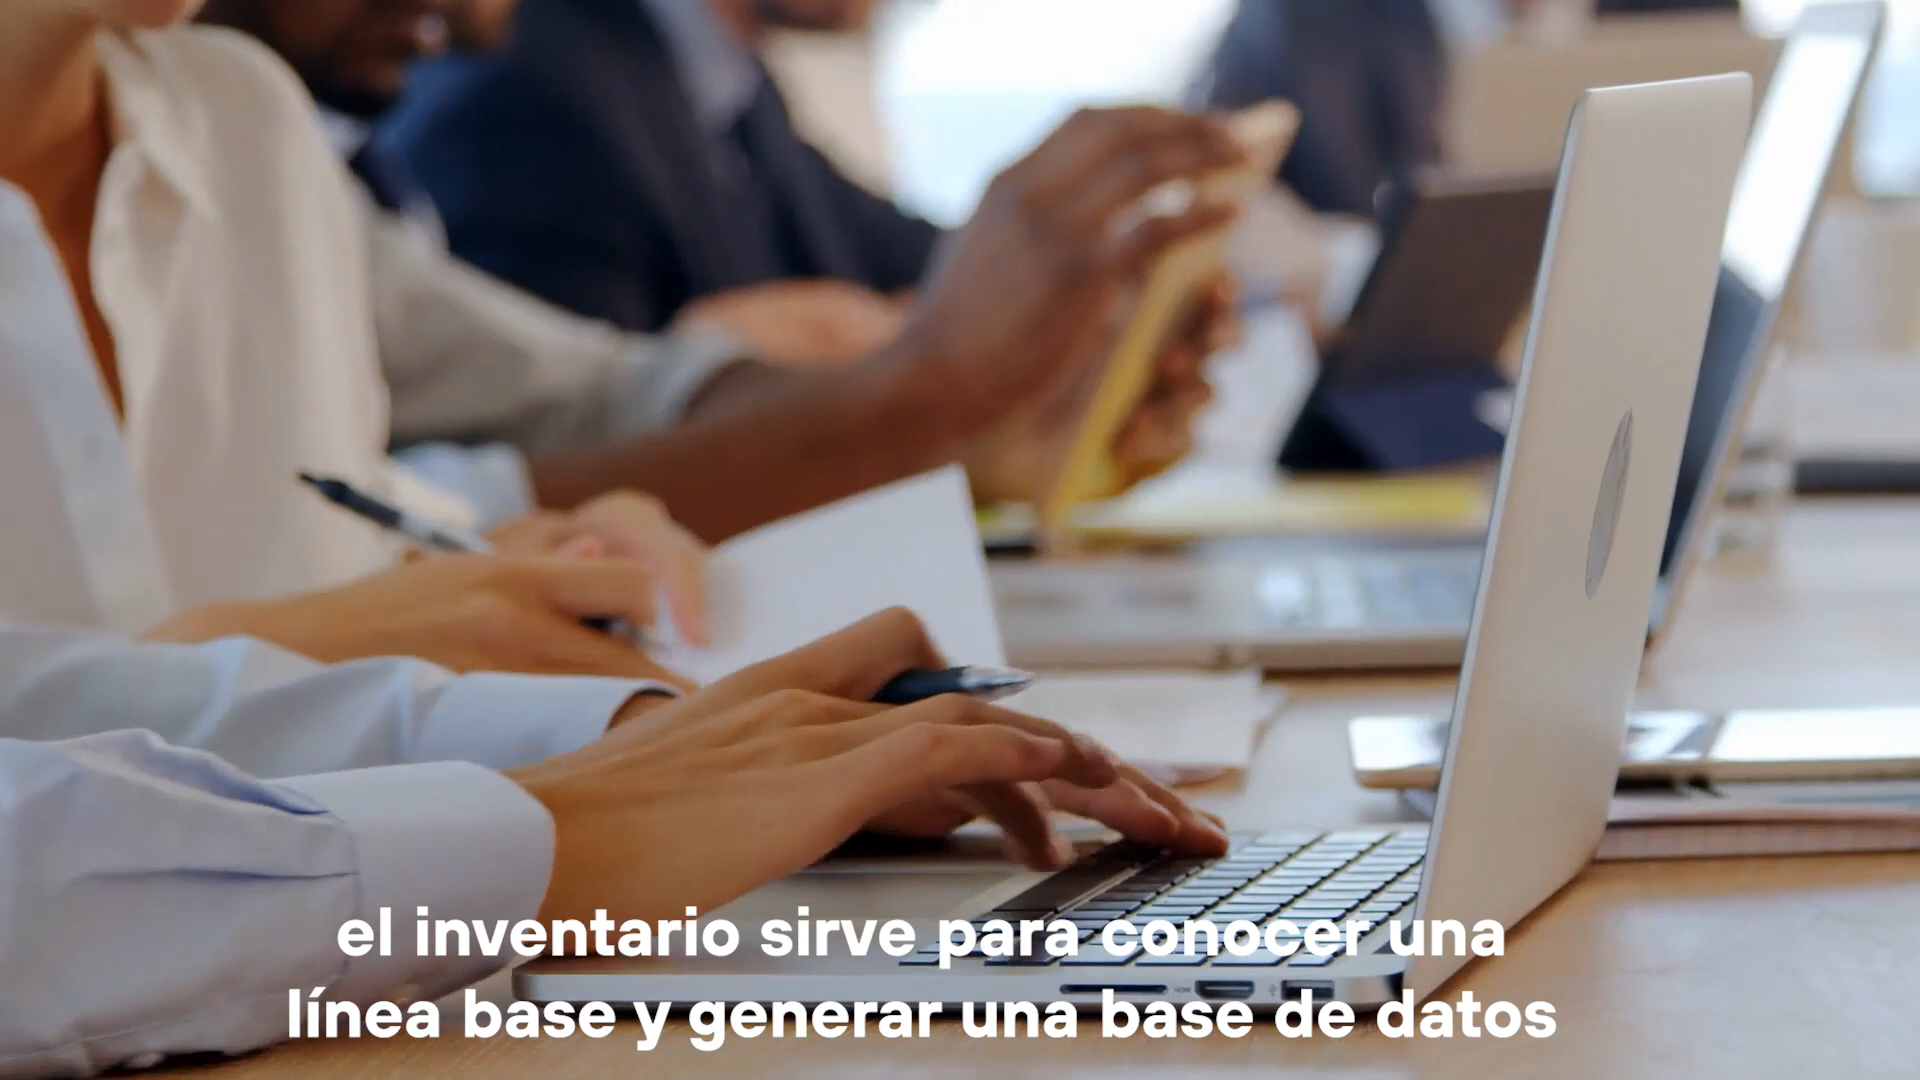 el inventario sirve para conocer una
línea base y generar una base de datos